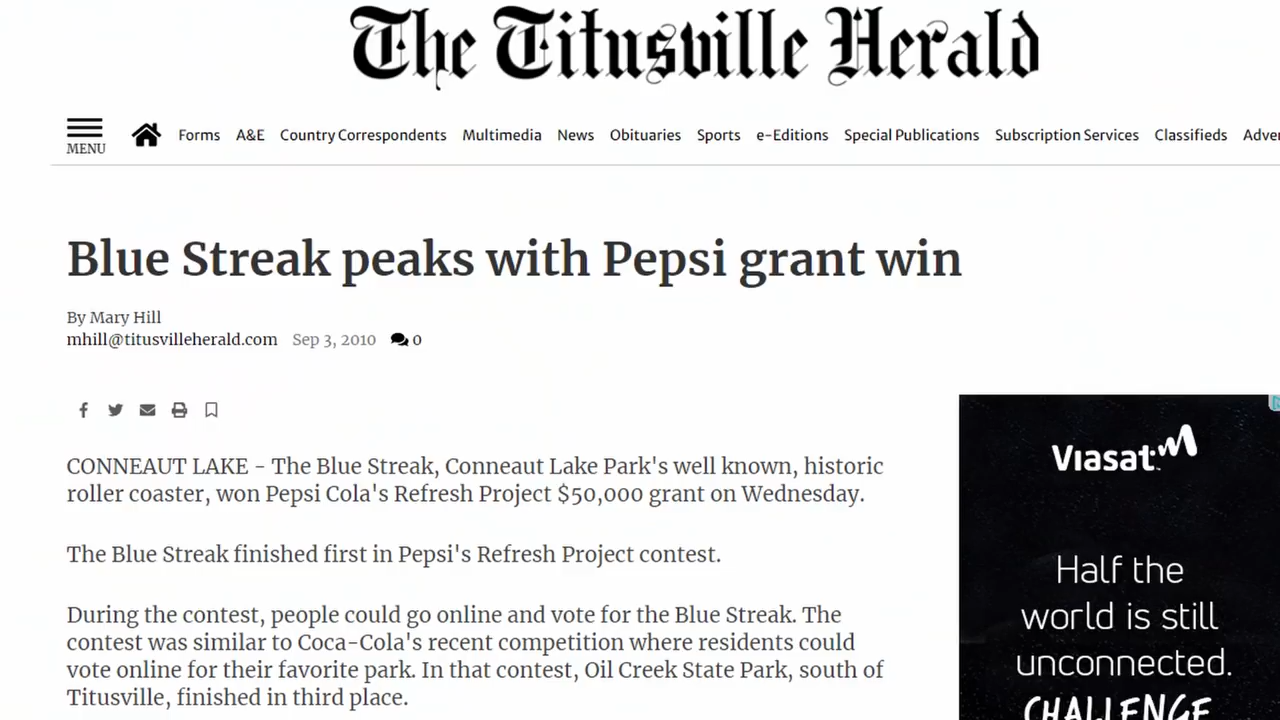 The Titusville Herald
MENU
Forms A&E Country Correspondents Multimedia News Obituaries Sports e-Editions Special Publications Subscription Services Classifieds
Blue Streak peaks with Pepsi grant win
By Mary Hill
mhill@titusvilleherald.com Sep 3, 2010 0
CONNEAUT LAKE - The Blue Streak, Conneaut Lake Park's well known, historic
roller coaster, won Pepsi Cola's Refresh Project $50,000 grant on Wednesday.
The Blue Streak finished first in Pepsi's Refresh Project contest.
During the contest, people could go online and vote for the Blue Streak. The
contest was similar to Coca-Cola's recent competition where residents could
vote online for their favorite park. In that contest, Oil Creek State Park, south of
Titusville, finished in third place.
Viasat
Half the
world is still
unconnected.
CHALLENGE